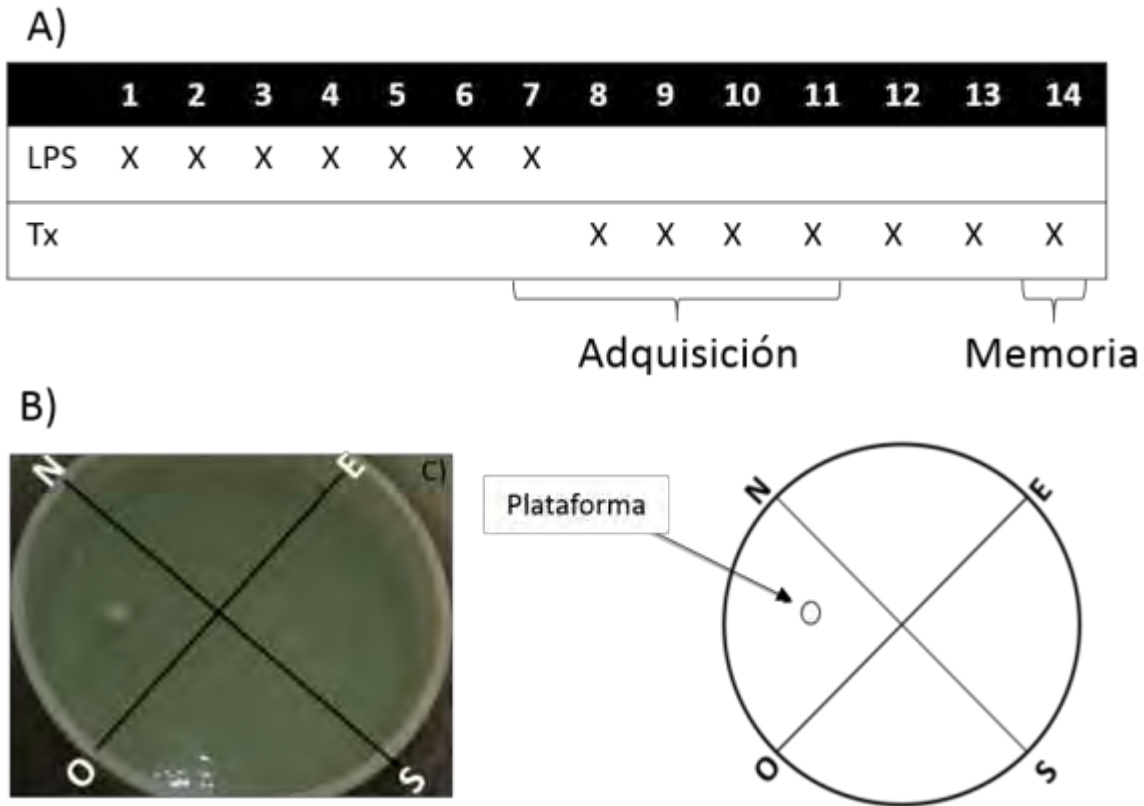 A)
1 2 3 4 5 6 7 8 9 10 11 12 13 14
LPS X X X X X X X
Tx X X X X X X X
Adquisición Memoria
B)
N E C)
O S
Plataforma
N E
O S